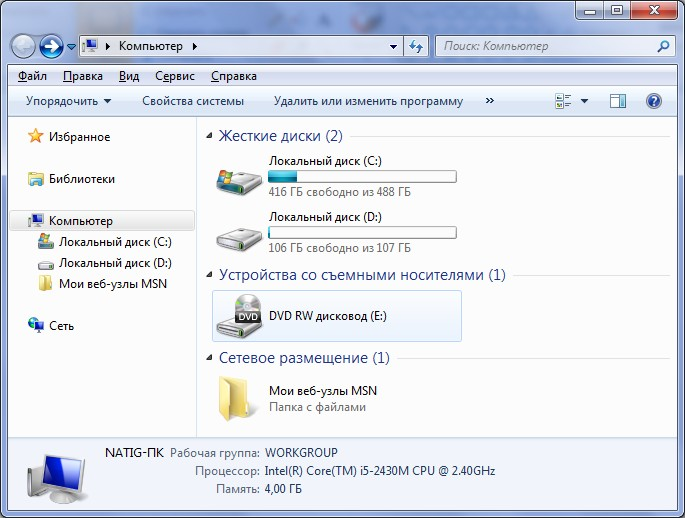 Компьютер
Поиск: Компьютер
Файл Правка Вид Сервис Справка
Упорядочить Свойства системы Удалить или изменить программу »
Избранное
Библиотеки
Компьютер
Локальный диск (C:)
Локальный диск (D:)
Мои веб-узлы MSN
Сеть
Жесткие диски (2)
Локальный диск (C:)
416 ГБ свободно из 488 ГБ
Локальный диск (D:)
106 ГБ свободно из 107 ГБ
Устройства со съемными носителями (1)
DVD
DVD RW дисковод (E:)
Сетевое размещение (1)
Мои веб-узлы MSN
Папка с файлами
NATIG-ПК Рабочая группа: WORKGROUP
Процессор: Intel(R) Core(TM) i5-2430M CPU @ 2.40GHz
Память: 4,00 ГБ